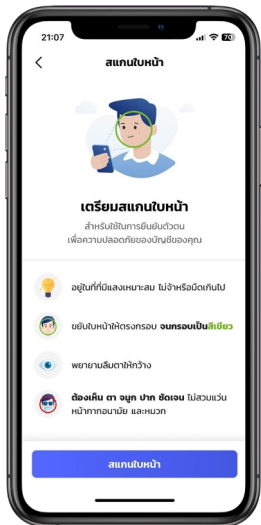 21:07
70
สแกนใบหน้า
เตรียมสแกนใบหน้า
สำหรับใช้ในการยืนยันตัวตน
เพื่อความปลอดภัยของบัญชีของคุณ
อยู่ในที่ที่มีแสงเหมาะสม ไม่จ้าหรือมืดเกินไป
ขยับใบหน้าให้ตรงกรอบ จนกรอบเป็นสีเขียว
พยายามลืมตาให้กว้าง
ต้องเห็น ตา จมูก ปาก ชัดเจน ไม่สวมแว่น
หน้ากากอนามัย และหมวก
สแกนใบหน้า